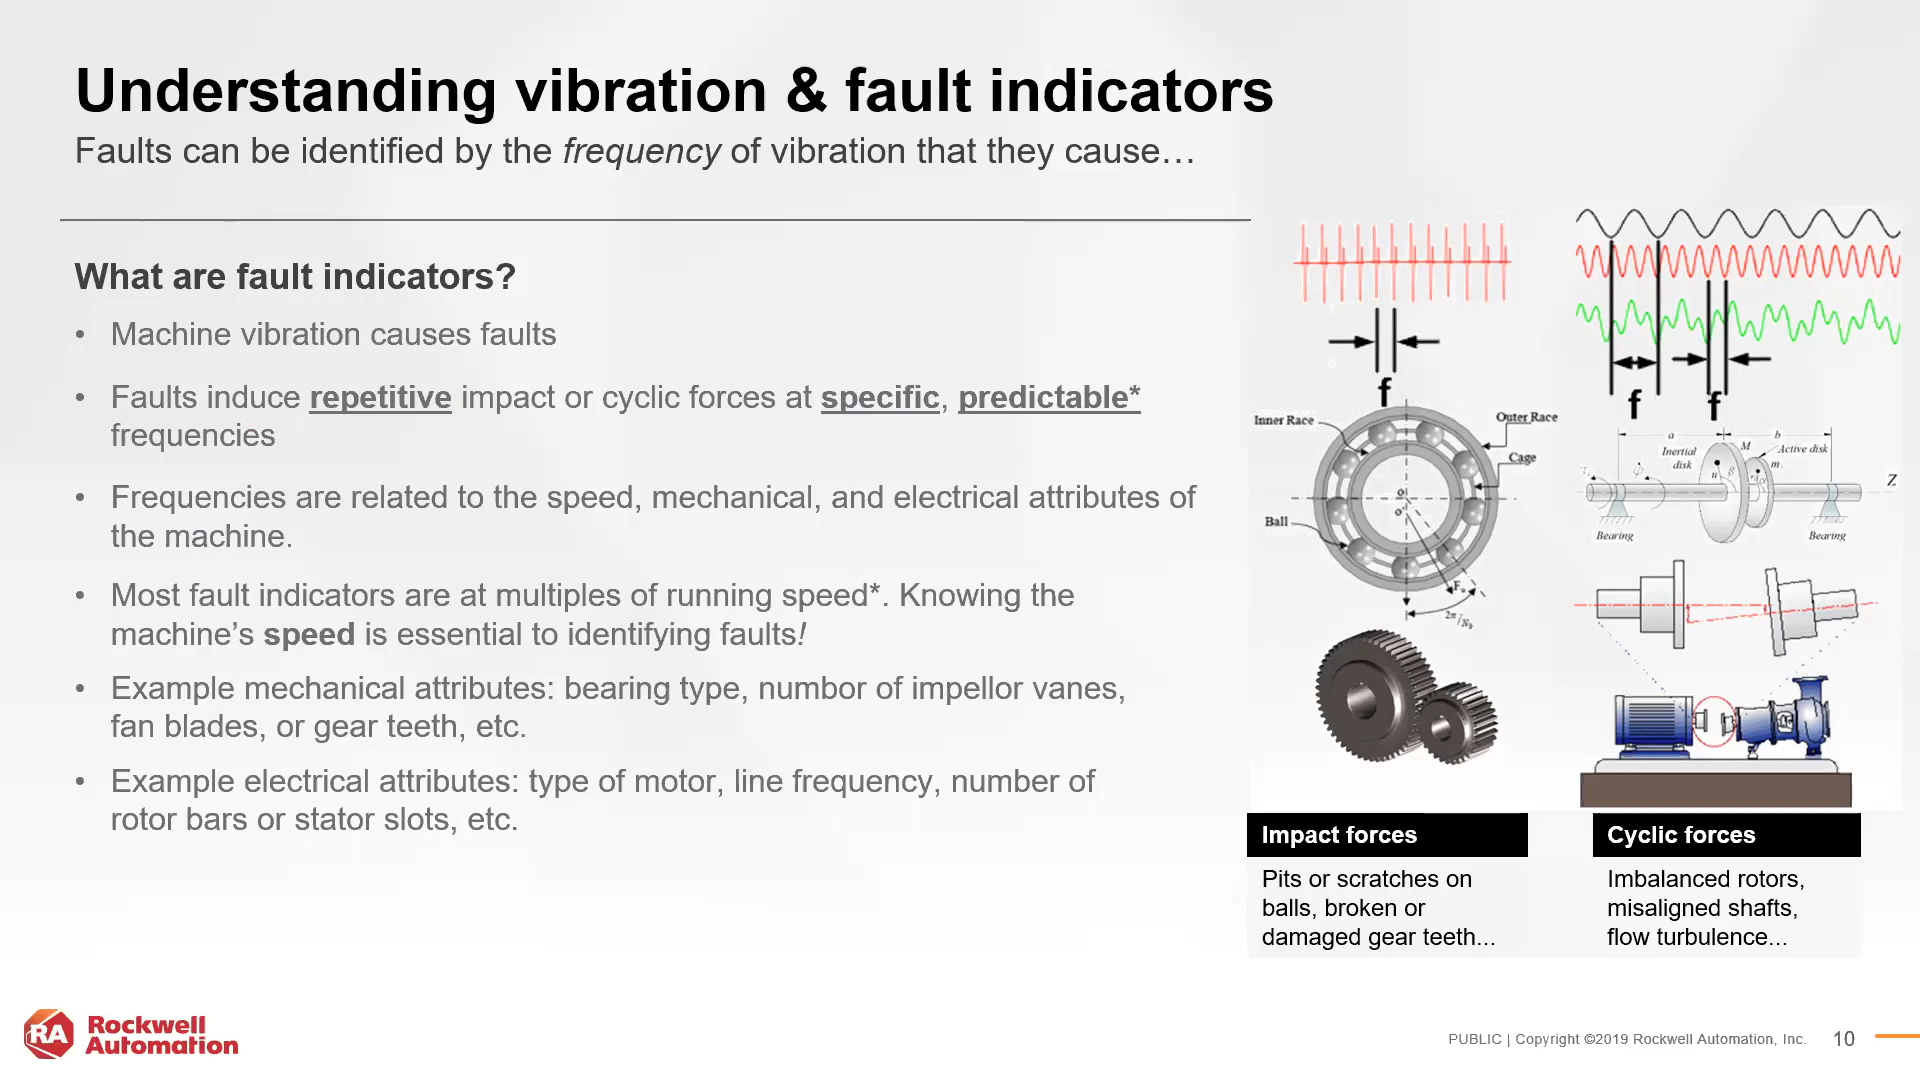 Understanding vibration & fault indicators
Faults can be identified by the frequency of vibration that they cause…
What are fault indicators?
• Machine vibration causes faults
• Faults induce repetitive impact or cyclic forces at specific, predictable*
frequencies
• Frequencies are related to the speed, mechanical, and electrical attributes of
the machine.
• Most fault indicators are at multiples of running speed*. Knowing the
machine’s speed is essential to identifying faults!
• Example mechanical attributes: bearing type, numbor of impellor vanes,
fan blades, or gear teeth, etc.
• Example electrical attributes: type of motor, line frequency, number of
rotor bars or stator slots, etc.
f
Inner Race
Outer Race
Cage
Ball
f
f
a
b
Inertial
disk
M
Active disk
m
Z
Bearing
Bearing
Impact forces
Pits or scratches on
balls, broken or
damaged gear teeth...
Cyclic forces
Imbalanced rotors,
misaligned shafts,
flow turbulence...
RA
Rockwell
Automation
PUBLIC | Copyright ©2019 Rockwell Automation, Inc.
10